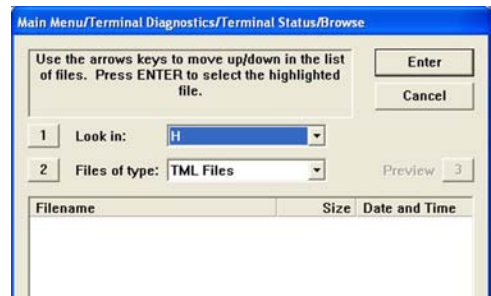 Main Menu/Terminal Diagnostics/Terminal Status/Browse
Use the arrows keys to move up/down in the list
of files. Press ENTER to select the highlighted
file.
Enter
Cancel
1 Look in: H
2 Files of type: TML Files
Preview 3
Filename Size Date and Time